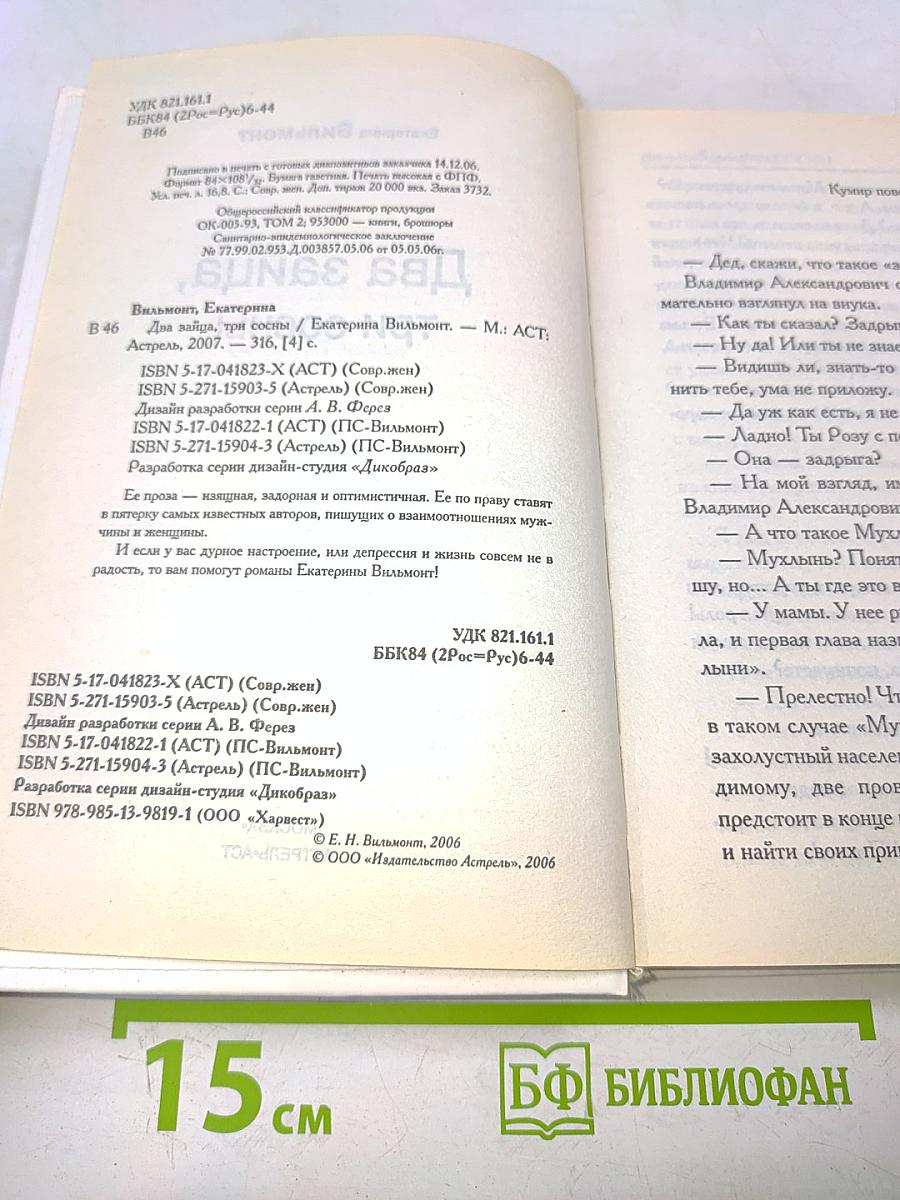 УДК 821.161.1
ББК84 (2Рос=Рус)6-44
В46
Подписано в печать с готовых диапозитивов заказчика 14.12.06.
Формат 84×108 1/32. Бумага газетная. Печать высокая с ФПФ.
Усл. печ. л. 16,8. С.: Совр. жен. Доп. тираж 20 000 экз. Заказ 3732.
Общероссийский классификатор продукции
ОК-005-93, ТОМ 2; 953000 — книги, брошюры
Санитарно-эпидемиологическое заключение
№ 77.99.02.953.Д.003857.05.06 от 05.05.06г.
Вильмонт, Екатерина
В 46 Два зайца, три сосны / Екатерина Вильмонт. — М.: АСТ:
Астрель, 2007. — 316, [4] с.
ISBN 5-17-041823-X (АСТ) (Совр.жен)
ISBN 5-271-15903-5 (Астрель) (Совр.жен)
Дизайн разработки серии А. В. Ферез
ISBN 5-17-041822-1 (АСТ) (ПС-Вильмонт)
ISBN 5-271-15904-3 (Астрель) (ПС-Вильмонт)
Разработка серии дизайн-студия «Дикобраз»
Ее проза — изящная, задорная и оптимистичная. Ее по праву ставят
в пятерку самых известных авторов, пишущих о взаимоотношениях муж-
чины и женщины.
И если у вас дурное настроение, или депрессия и жизнь совсем не в
радость, то вам помогут романы Екатерины Вильмонт!
УДК 821.161.1
ББК84 (2Рос=Рус)6-44
ISBN 5-17-041823-X (АСТ) (Совр.жен)
ISBN 5-271-15903-5 (Астрель) (Совр.жен)
Дизайн разработки серии А. В. Ферез
ISBN 5-17-041822-1 (АСТ) (ПС-Вильмонт)
ISBN 5-271-15904-3 (Астрель) (ПС-Вильмонт)
Разработка серии дизайн-студия «Дикобраз»
ISBN 978-985-13-9819-1 (ООО «Харвест»)
© Е. Н. Вильмонт, 2006
© ООО «Издательство Астрель», 2006
Кумир пове
— Дед, скажи, что такое «з
Владимир Александрович с
мательно взглянул на внука.
— Как ты сказал? Задры
— Ну да! Или ты не знае
— Видишь ли, знать-то
нить тебе, ума не приложу.
— Да уж как есть, я не
— Ладно! Ты Розу с п
— Она — задрыга?
— На мой взгляд, им
Владимир Александрови
— А что такое Мухл
— Мухлынь? Понят
шу, но... А ты где это в
— У мамы. У нее р
ла, и первая глава наз
лыни».
— Прелестно! Чт
в таком случае «Му
захолустный населе
димому, две пров
предстоит в конце
и найти своих при
15 см
БФ БИБЛИОФАН